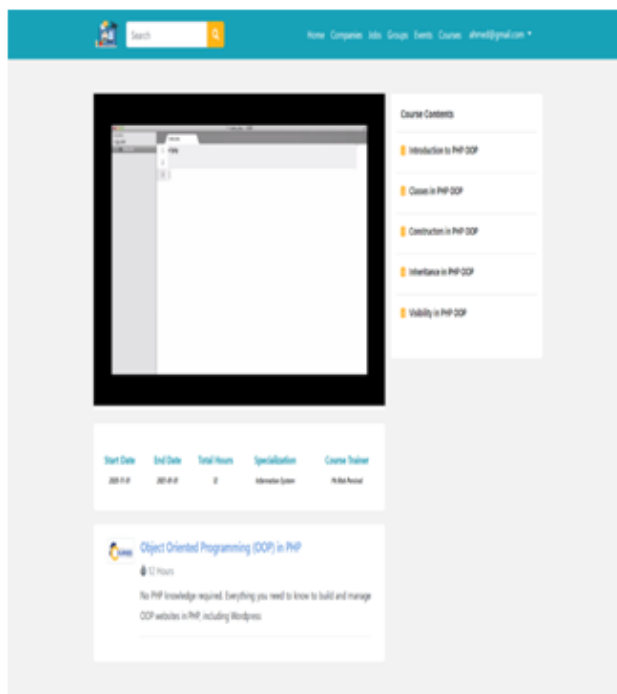 Search
Home Companies Jobs Groups Events Courses ahmed@gmail.com
Course Contents
Introduction to PHP OOP
Classes in PHP OOP
Constructors in PHP OOP
Inheritance in PHP OOP
Visibility in PHP OOP
Start Date End Date Total Hours Specialization Course Trainer
Information System
Object Oriented Programming (OOP) in PHP
12 Hours
No PHP knowledge required. Everything you need to know to build and manage
OOP websites in PHP, including Wordpress